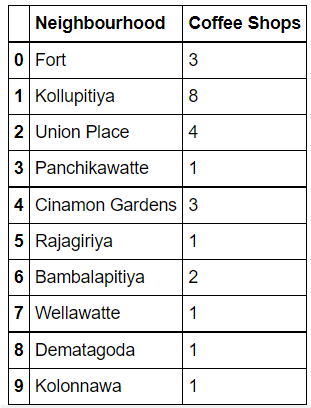 Neighbourhood Coffee Shops
0 Fort 3
1 Kollupitiya 8
2 Union Place 4
3 Panchikawatte 1
4 Cinamon Gardens 3
5 Rajagiriya 1
6 Bambalapitiya 2
7 Wellawatte 1
8 Dematagoda 1
9 Kolonnawa 1